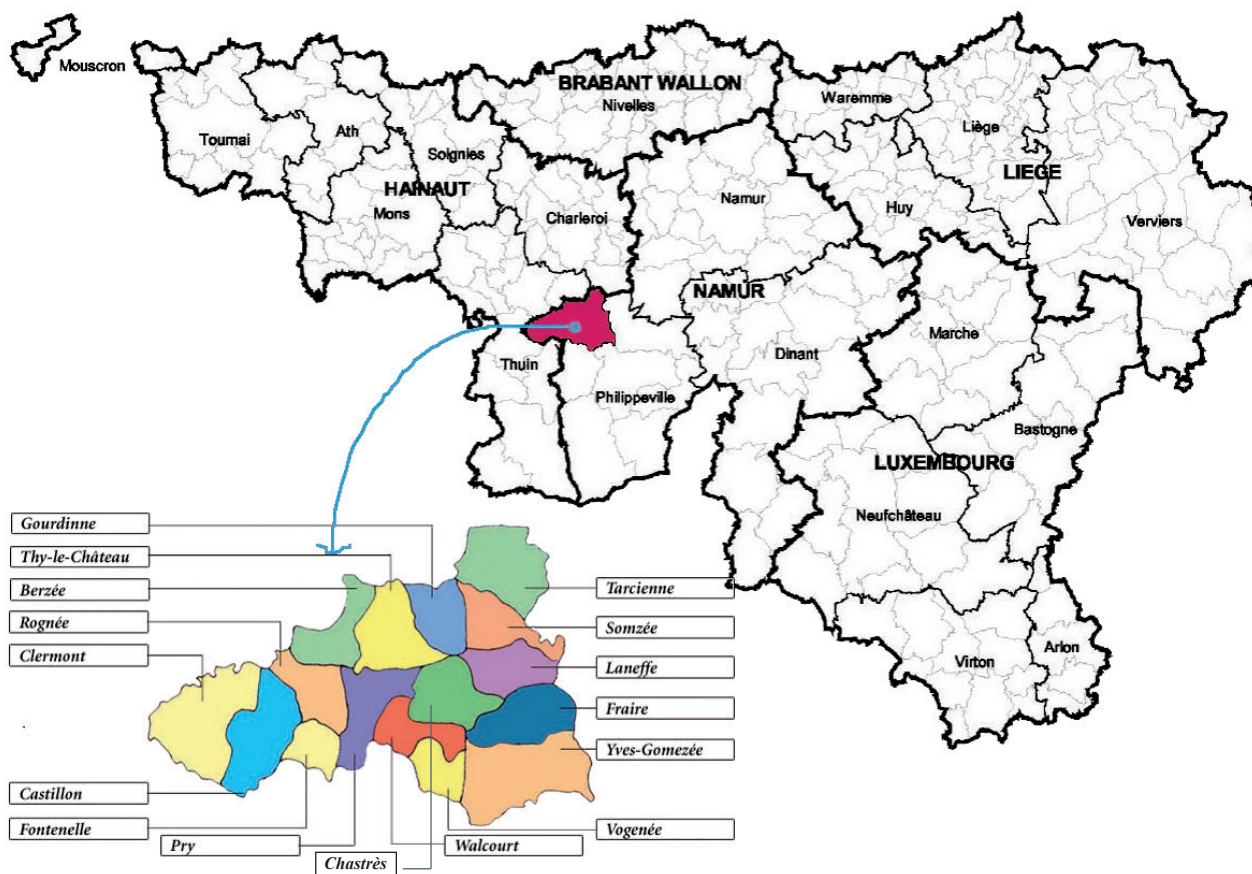 Mouscron
Tournai
Ath
Soignies
HAINAUT
Mons
BRABANT WALLON
Nivelles
Charleroi
Waremme
Liège
LIEGE
Huy
Verviers
Namur
NAMUR
Dinant
Marche
Thuin
Philippeville
Bastogne
LUXEMBOURG
Neufchâteau
Virton
Arlon
Gourdinne
Thy-le-Château
Berzée
Rognée
Clermont
Castillon
Fontenelle
Pry
Chastrès
Walcourt
Tarcienne
Somzée
Laneffe
Fraire
Yves-Gomezée
Vogenée